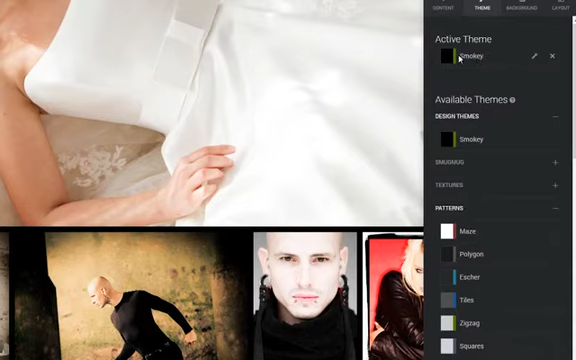 CONTENT
THEME
BACKGROUND
LAYOUT
Active Theme
Smokey
Available Themes
DESIGN THEMES
Smokey
SMUGMUG
TEXTURES
PATTERNS
Maze
Polygon
Escher
Tiles
Zigzag
Squares